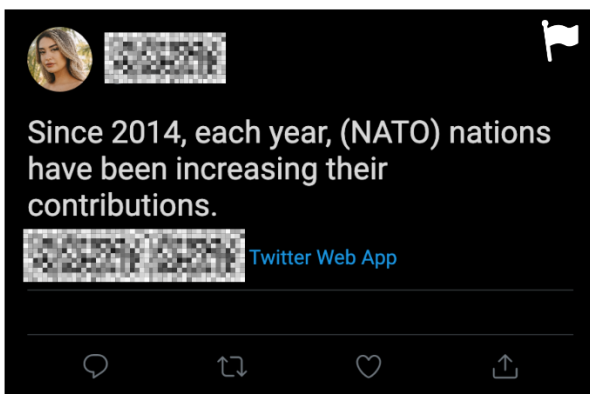 Since 2014, each year, (NATO) nations
have been increasing their
contributions.
Twitter Web App